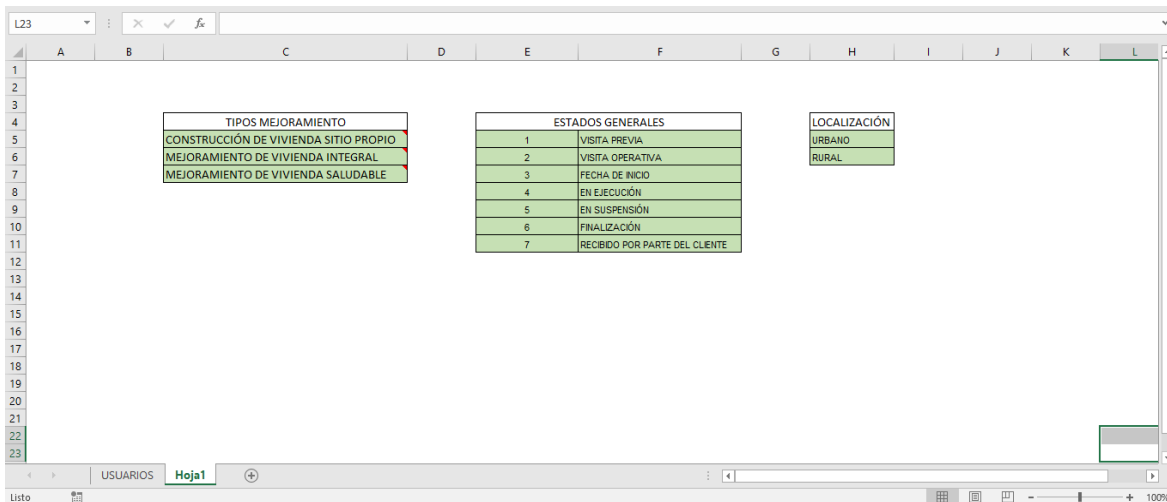 L23 fx
A B C D E F G H I J K L
1
2
3
4 TIPOS MEJORAMIENTO ESTADOS GENERALES LOCALIZACIÓN
5 CONSTRUCCIÓN DE VIVIENDA SITIO PROPIO 1 VISITA PREVIA URBANO
6 MEJORAMIENTO DE VIVIENDA INTEGRAL 2 VISITA OPERATIVA RURAL
7 MEJORAMIENTO DE VIVIENDA SALUDABLE 3 FECHA DE INICIO
8 4 EN EJECUCIÓN
9 5 EN SUSPENSIÓN
10 6 FINALIZACIÓN
11 7 RECIBIDO POR PARTE DEL CLIENTE
12
13
14
15
16
17
18
19
20
21
22
23
USUARIOS Hoja1
Listo 100%